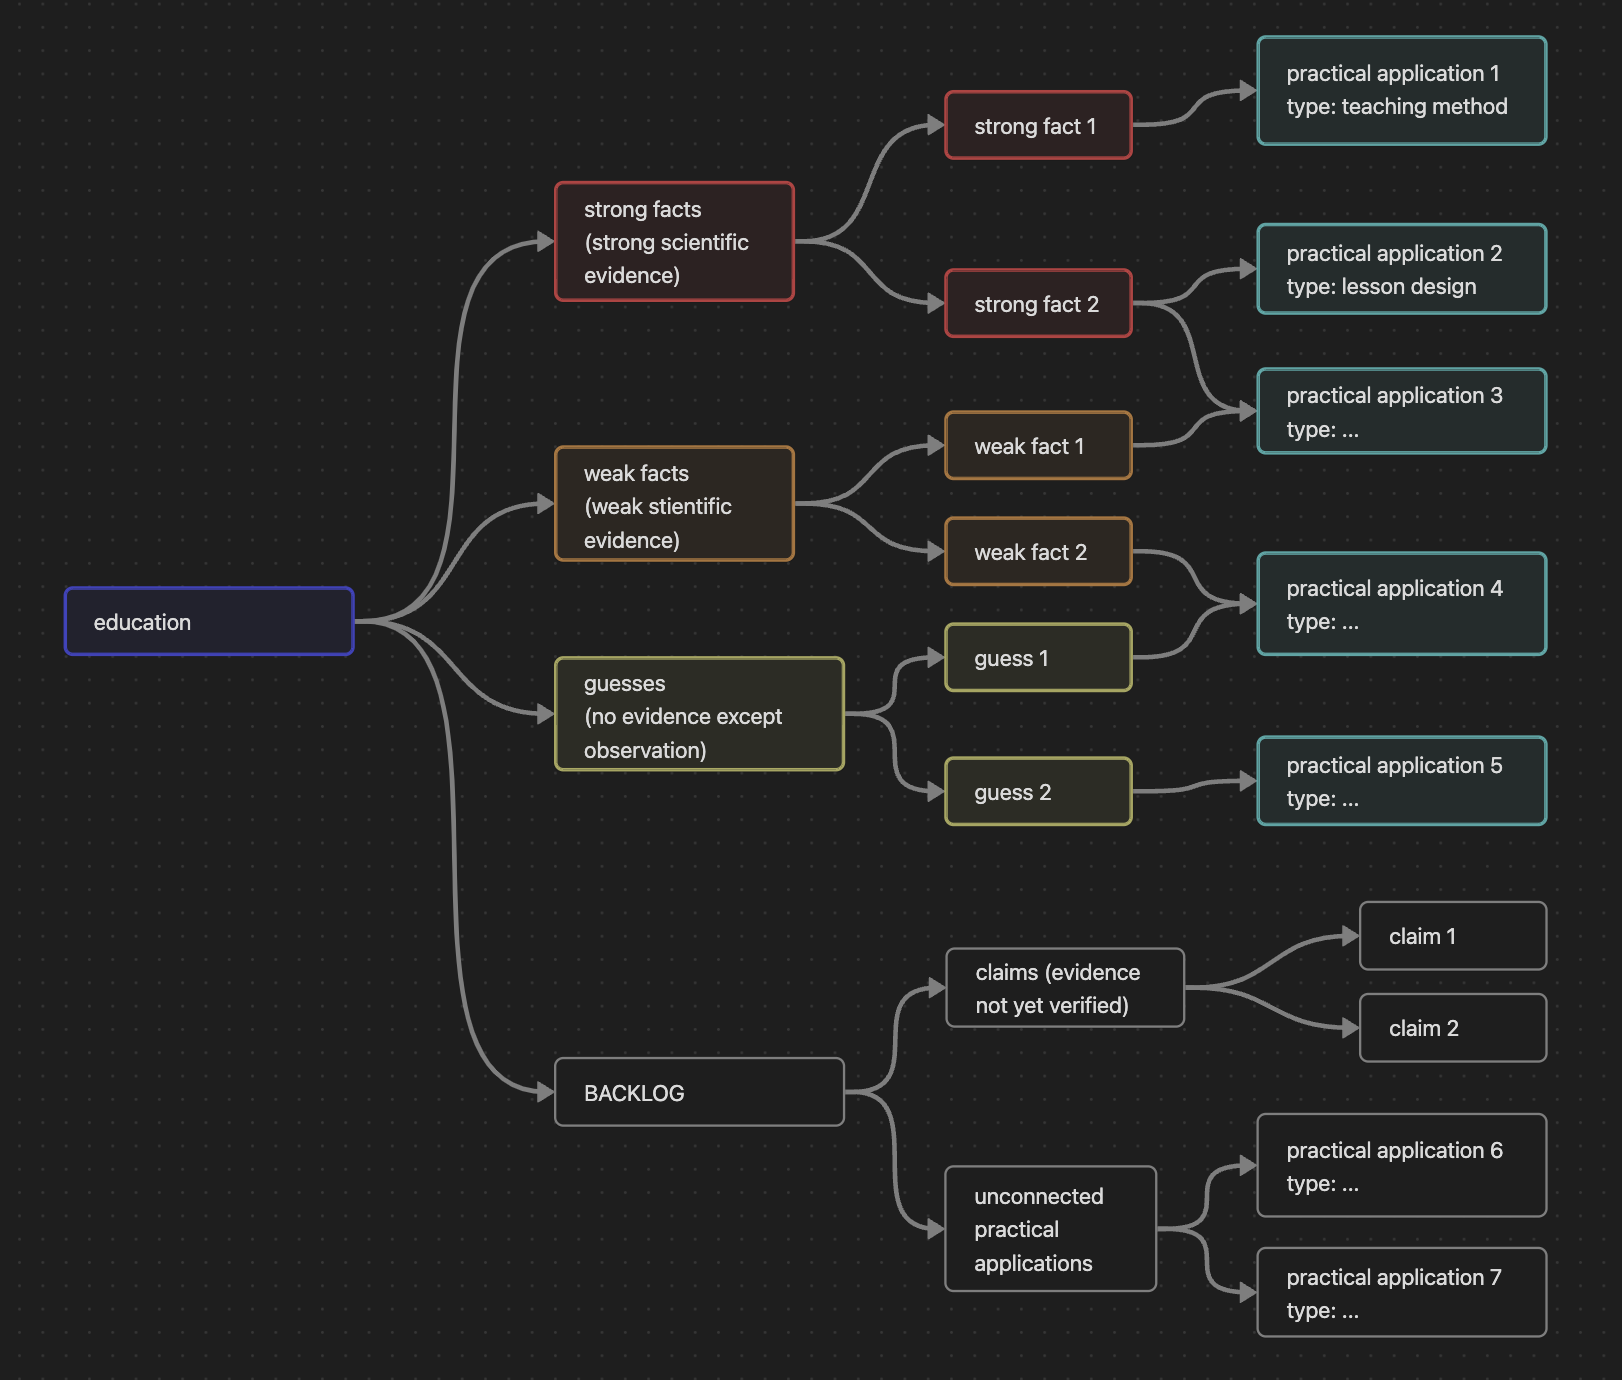 practical application 1
type: teaching method
strong fact 1
strong facts
(strong scientific
evidence)
practical application 2
type: lesson design
strong fact 2
practical application 3
type: ...
weak fact 1
weak facts
(weak stientific
evidence)
weak fact 2
practical application 4
type: ...
education
guess 1
guesses
(no evidence except
observation)
guess 2
practical application 5
type: ...
claim 1
claims (evidence
not yet verified)
claim 2
BACKLOG
practical application 6
type: ...
unconnected
practical
applications
practical application 7
type: ...